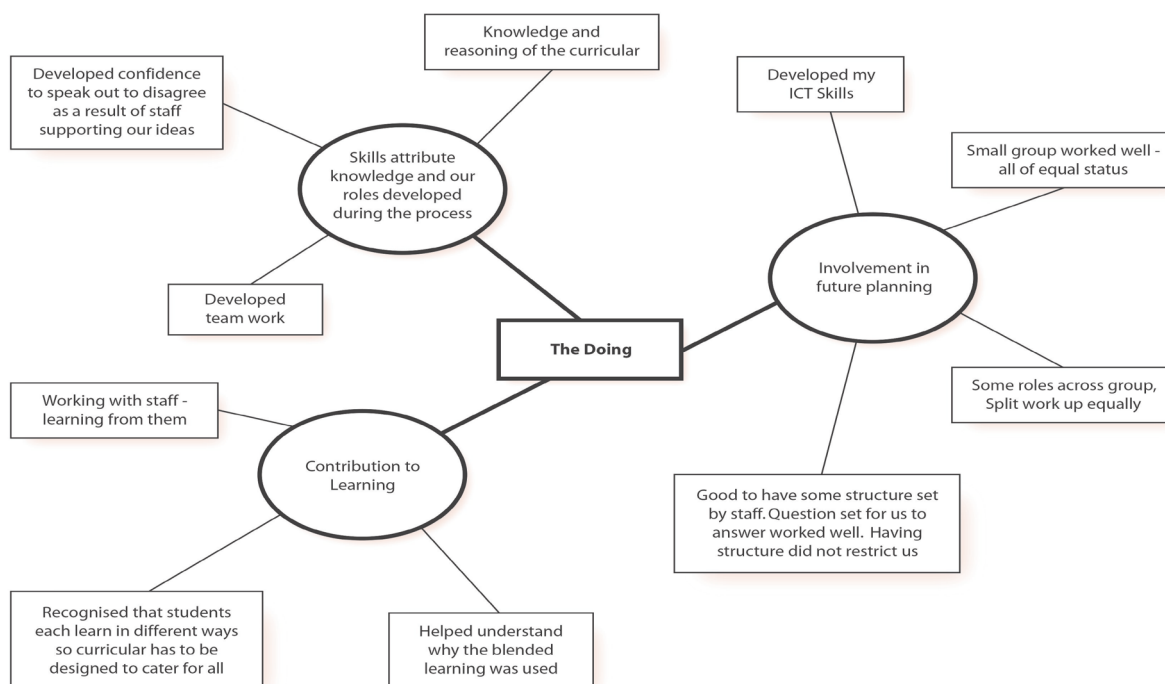 Knowledge and
reasoning of the curricular
Developed confidence
to speak out to disagree
as a result of staff
supporting our ideas
Skills attribute
knowledge and our
roles developed
during the process
Developed
team work
Developed my
ICT Skills
Small group worked well -
all of equal status
Involvement in
future planning
Some roles across group,
Split work up equally
Good to have some structure set
by staff. Question set for us to
answer worked well. Having
structure did not restrict us
The Doing
Working with staff -
learning from them
Contribution to
Learning
Recognised that students
each learn in different ways
so curricular has to be
designed to cater for all
Helped understand
why the blended
learning was used